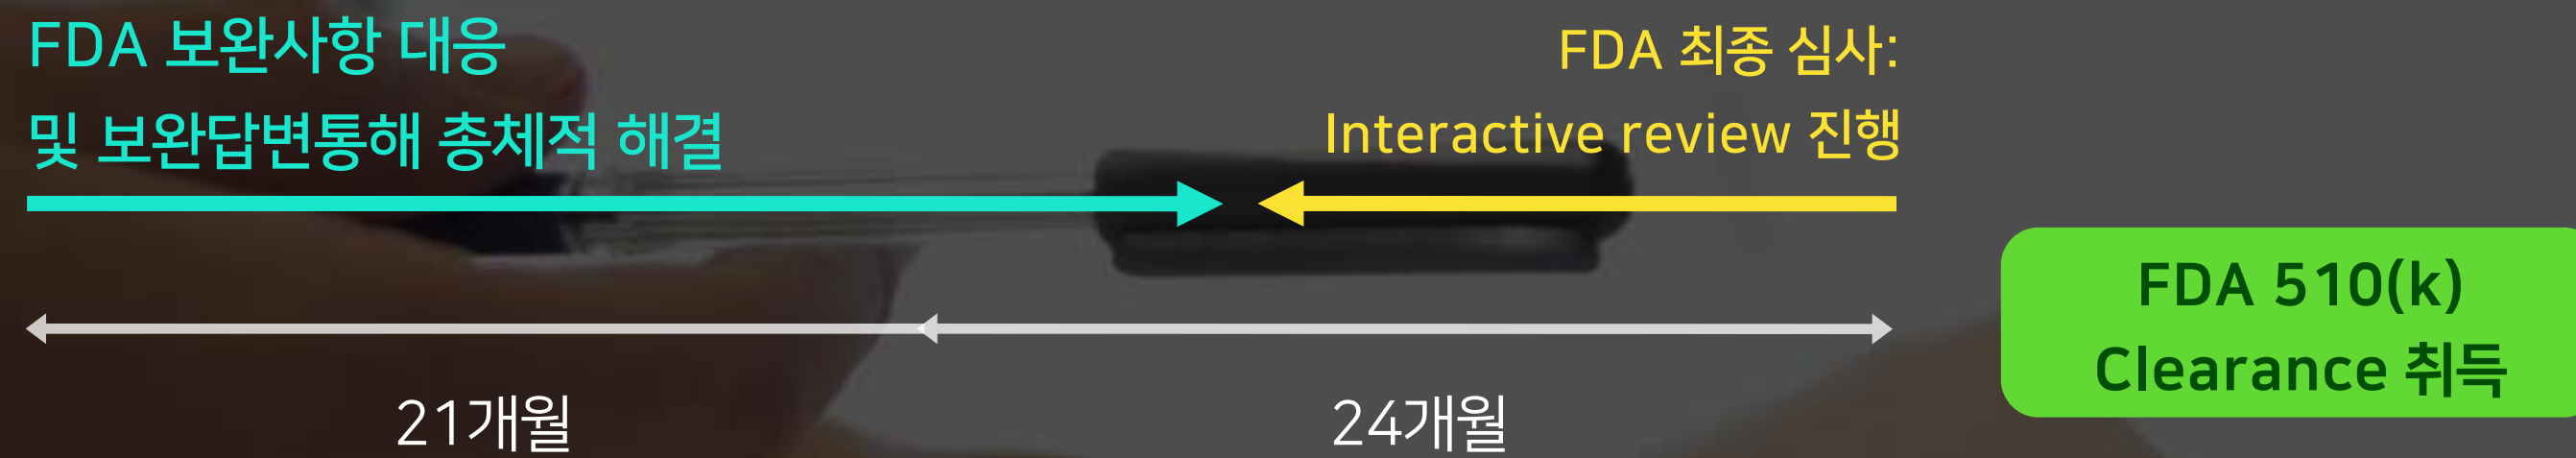 FDA 보완사항 대응
및 보완답변통해 총체적 해결
FDA 최종 심사:
Interactive review 진행
FDA 510(k)
Clearance 취득
21개월
24개월